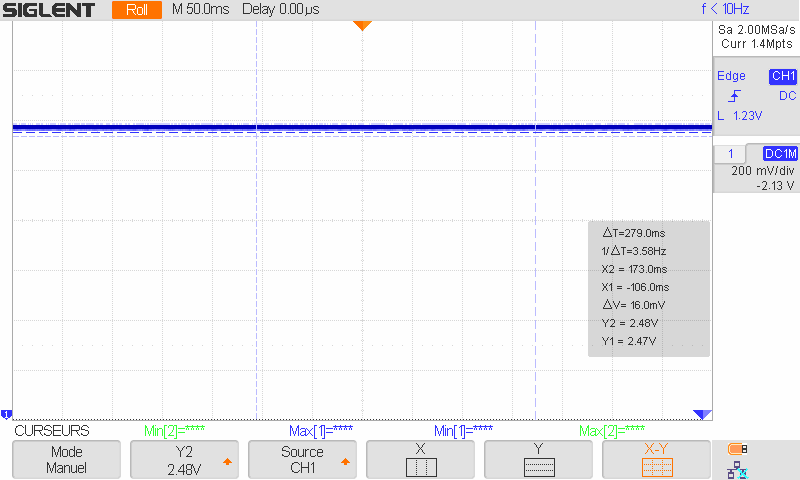 SIGLENT Roll M 50.0ms Delay 0.00µs f < 10Hz
Sa 2.00MSa/s
Curr 1.4Mpts
Edge CH1
DC
L 1.23V
1 DC1M
200 mV/div
-2.13 V
△T=279.0ms
1/△T=3.58Hz
X2 = 173.0ms
X1 = -106.0ms
△V= 16.0mV
Y2 = 2.48V
Y1 = 2.47V
1
CURSEURS Min[2]=**** Max[1]=**** Min[1]=**** Max[2]=****
Mode
Manuel
Y2
2.48V
Source
CH1
X
Y
X-Y